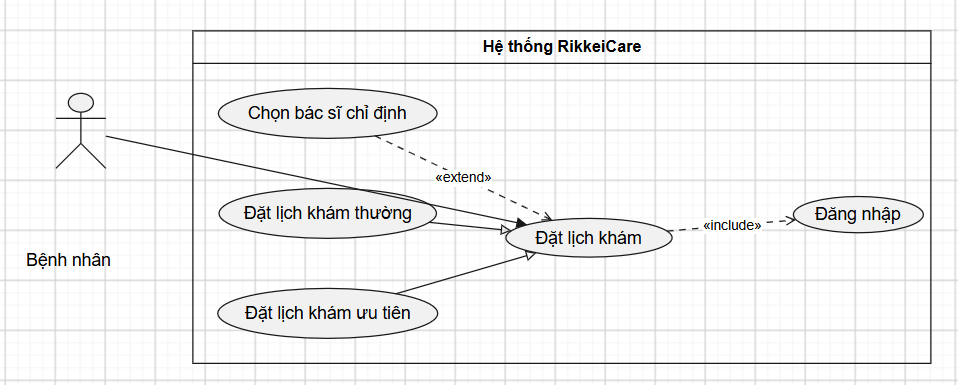 Hệ thống RikkeiCare
Chọn bác sĩ chỉ định
«extend»
Đặt lịch khám thường
Đặt lịch khám
«include»
Đăng nhập
Bệnh nhân
Đặt lịch khám ưu tiên